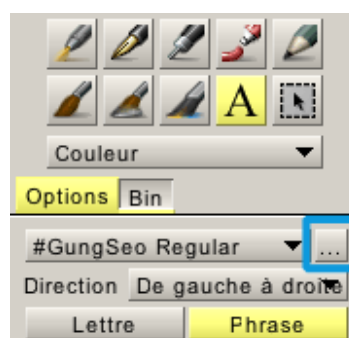 A
Couleur
Options Bin
#GungSeo Regular ...
Direction De gauche à droite
Lettre Phrase